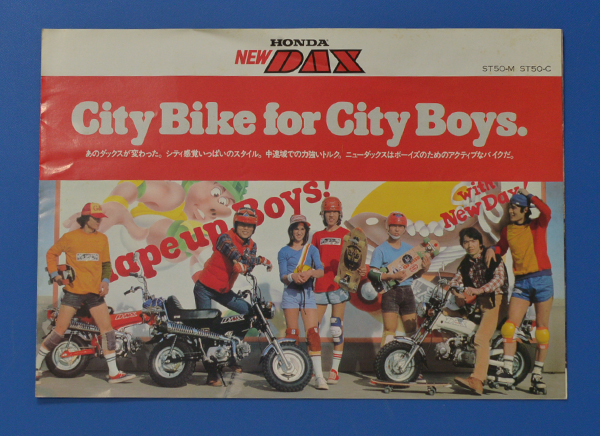 HONDA
NEW DAX
ST50-M ST50-C
City Bike for City Boys.
あのダックスが変わった。シティ感覚いっぱいのスタイル。中速域での力強いトルク。ニューダックスはボーイズのためのアクティブなバイクだ。
ape up Boys!
with
New Dax!